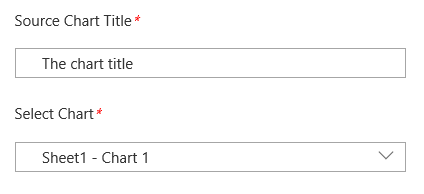 Source Chart Title*
The chart title
Select Chart*
Sheet1 - Chart 1